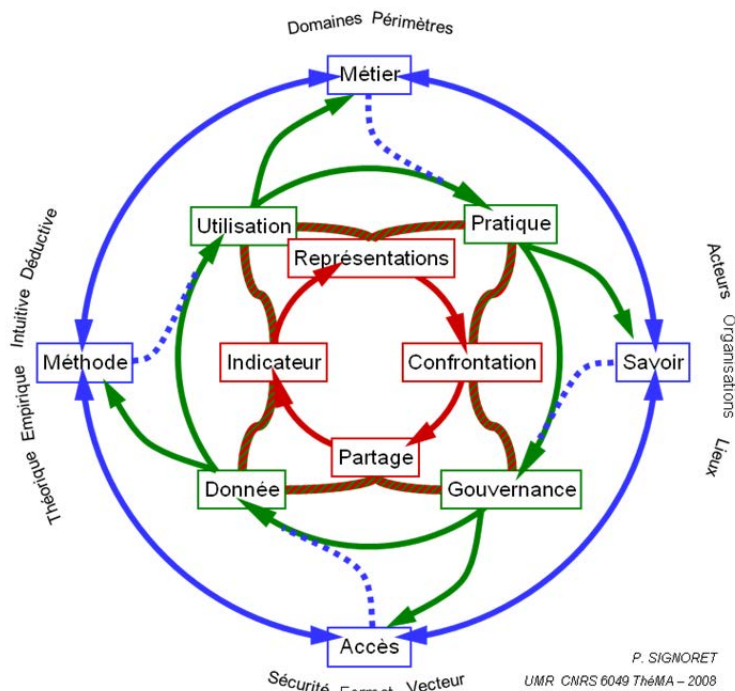 Domaines Périmètres
Métier
Utilisation
Pratique
Représentations
Théorique Empirique Intuitive Déductive
Méthode
Indicateur
Confrontation
Savoir
Acteurs Organisations Lieux
Partage
Donnée
Gouvernance
Accès
Sécurité Format Vecteur
P. SIGNORET
UMR CNRS 6049 ThéMA – 2008